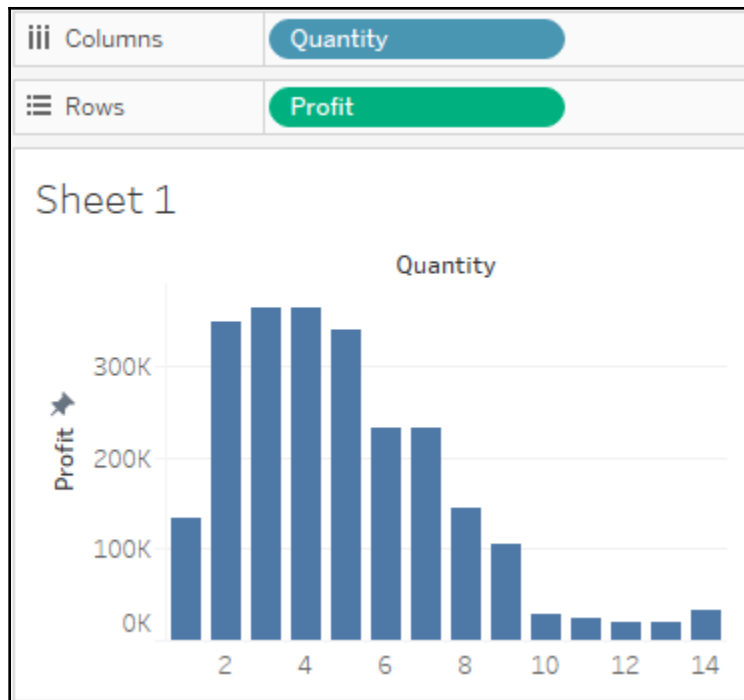 Columns Quantity
Rows Profit
Sheet 1
Quantity
Profit
300K
200K
100K
0K
2 4 6 8 10 12 14